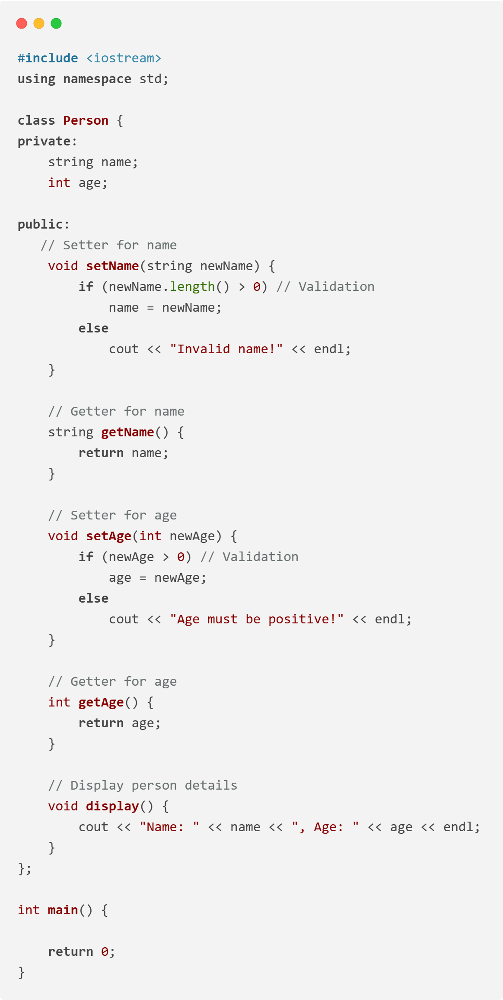 #include <iostream>
using namespace std;

class Person {
private:
    string name;
    int age;

public:
   // Setter for name
    void setName(string newName) {
        if (newName.length() > 0) // Validation
            name = newName;
        else
            cout << "Invalid name!" << endl;
    }

    // Getter for name
    string getName() {
        return name;
    }

    // Setter for age
    void setAge(int newAge) {
        if (newAge > 0) // Validation
            age = newAge;
        else
            cout << "Age must be positive!" << endl;
    }

    // Getter for age
    int getAge() {
        return age;
    }

    // Display person details
    void display() {
        cout << "Name: " << name << ", Age: " << age << endl;
    }
};

int main() {

    return 0;
}